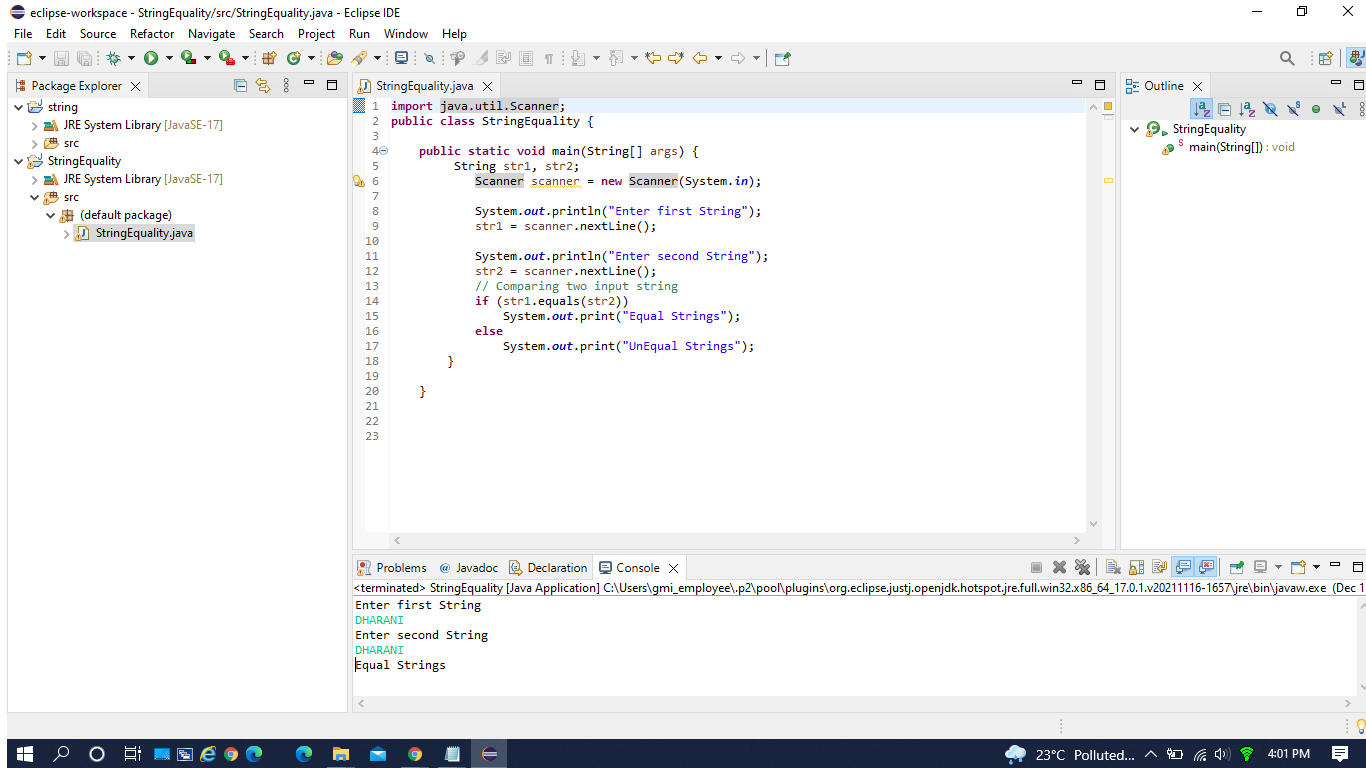 eclipse-workspace - StringEquality/src/StringEquality.java - Eclipse IDE
File Edit Source Refactor Navigate Search Project Run Window Help
Package Explorer
string
JRE System Library [JavaSE-17]
src
StringEquality
JRE System Library [JavaSE-17]
src
(default package)
StringEquality.java
StringEquality.java
1 import java.util.Scanner;
2 public class StringEquality {
3
4 public static void main(String[] args) {
5 String str1, str2;
6 Scanner scanner = new Scanner(System.in);
7
8 System.out.println("Enter first String");
9 str1 = scanner.nextLine();
10
11 System.out.println("Enter second String");
12 str2 = scanner.nextLine();
13 // Comparing two input string
14 if (str1.equals(str2))
15 System.out.print("Equal Strings");
16 else
17 System.out.print("UnEqual Strings");
18 }
19
20 }
21
22
23
Outline
StringEquality
main(String[]) : void
Problems @ Javadoc Declaration Console
<terminated> StringEquality [Java Application] C:\Users\gmi_employee\.p2\pool\plugins\org.eclipse.justj.openjdk.hotspot.jre.full.win32.x86_64_17.0.1.v20211116-1657\jre\bin\javaw.exe (Dec 1
Enter first String
DHARANI
Enter second String
DHARANI
Equal Strings
23°C Polluted... 4:01 PM